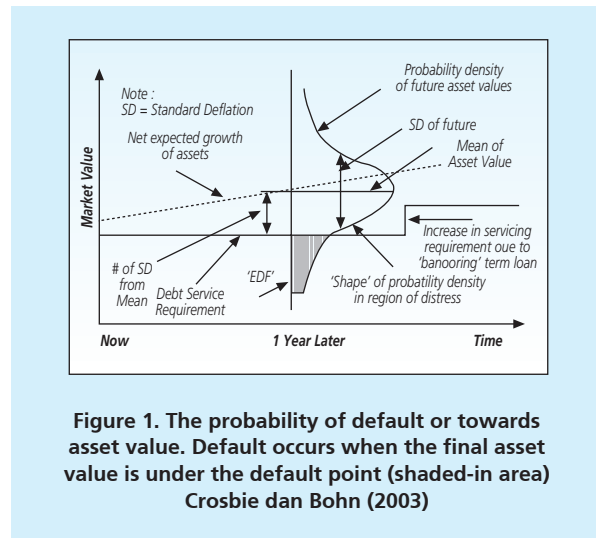 Note :
SD = Standard Deflation
Net expected growth
of assets
Probability density
of future asset values
SD of future
Mean of
Asset Value
Market Value
# of SD
from
Mean
Debt Service
Requirement
'EDF'
Increase in servicing
requirement due to
'banooring' term loan
'Shape' of probatility density
in region of distress
Now
1 Year Later
Time
Figure 1. The probability of default or towards
asset value. Default occurs when the final asset
value is under the default point (shaded-in area)
Crosbie dan Bohn (2003)